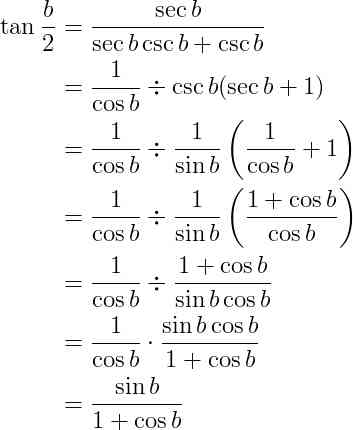 tan b/2 = sec b / (sec b csc b + csc b)
= 1/cos b ÷ csc b(sec b + 1)
= 1/cos b ÷ 1/sin b (1/cos b + 1)
= 1/cos b ÷ 1/sin b ((1 + cos b)/cos b)
= 1/cos b ÷ (1 + cos b)/(sin b cos b)
= 1/cos b · (sin b cos b)/(1 + cos b)
= sin b/(1 + cos b)